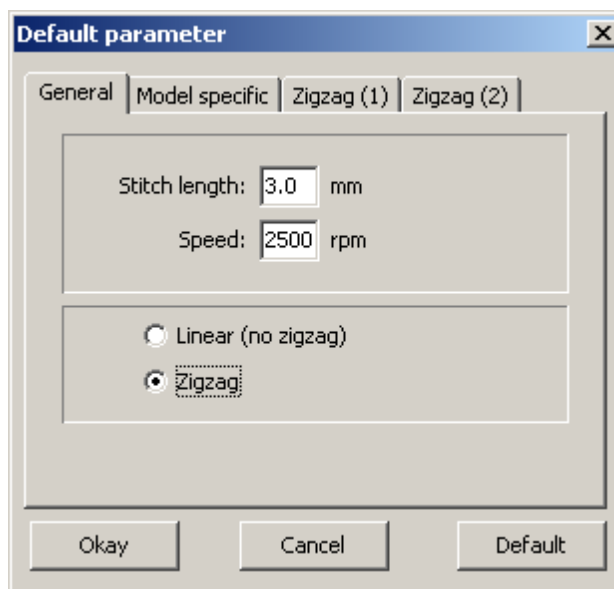 Default parameter
General Model specific Zigzag (1) Zigzag (2)
Stitch length: 3.0 mm
Speed: 2500 rpm
Linear (no zigzag)
Zigzag
Okay Cancel Default